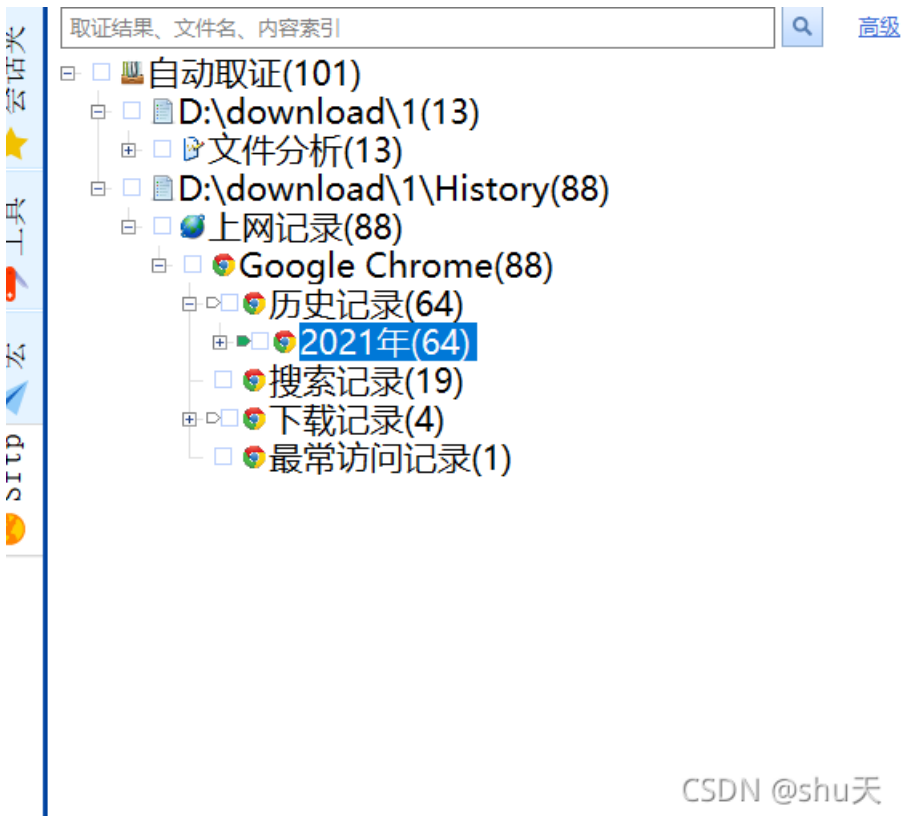 取证结果、文件名、内容索引
高级
自动取证(101)
D:\download\1(13)
文件分析(13)
D:\download\1\History(88)
上网记录(88)
Google Chrome(88)
历史记录(64)
2021年(64)
搜索记录(19)
下载记录(4)
最常访问记录(1)
工具
宏
CSDN @shu天